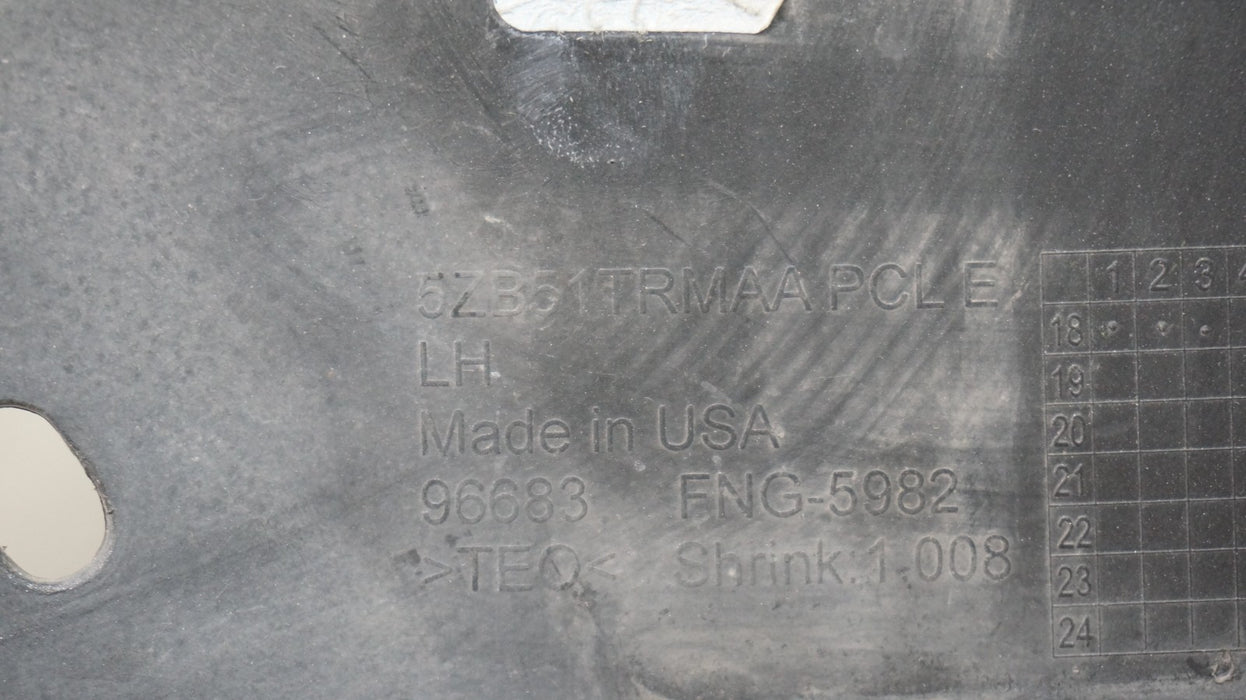 5ZB51TRMAA PCL E
LH
Made in USA
96683 FNG-5982
>TEO< Shrink:1.008
1 2 3 4
18
19
20
21
22
23
24